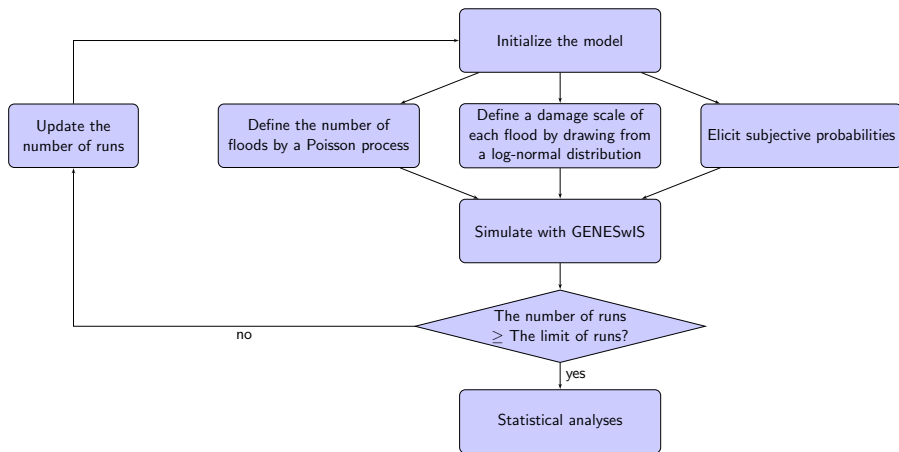 Initialize the model
Update the
number of runs
Define the number of
floods by a Poisson process
Define a damage scale of
each flood by drawing from
a log-normal distribution
Elicit subjective probabilities
Simulate with GENESwIS
The number of runs
≥ The limit of runs?
no
yes
Statistical analyses